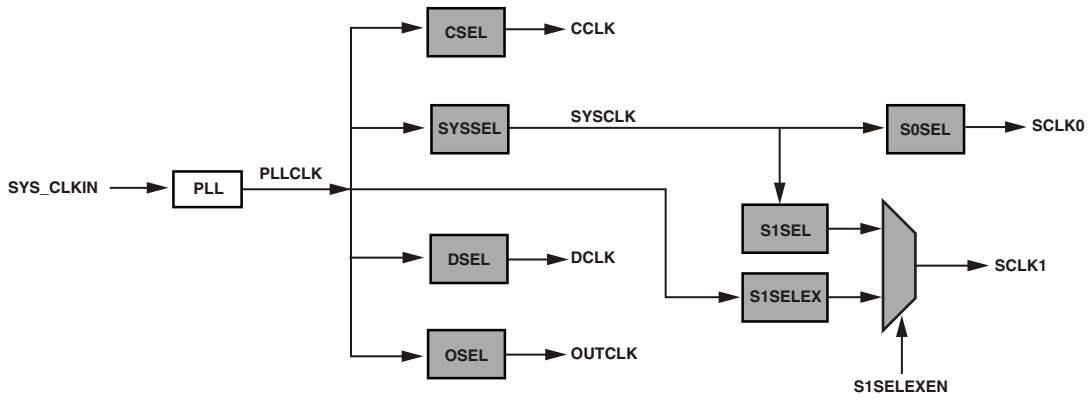 CSEL
CCLK
SYSSEL
SYSCLK
S0SEL
SCLK0
SYS_CLKIN
PLL
PLLCLK
S1SEL
DSEL
DCLK
SCLK1
S1SELEX
OSEL
OUTCLK
S1SELEXEN